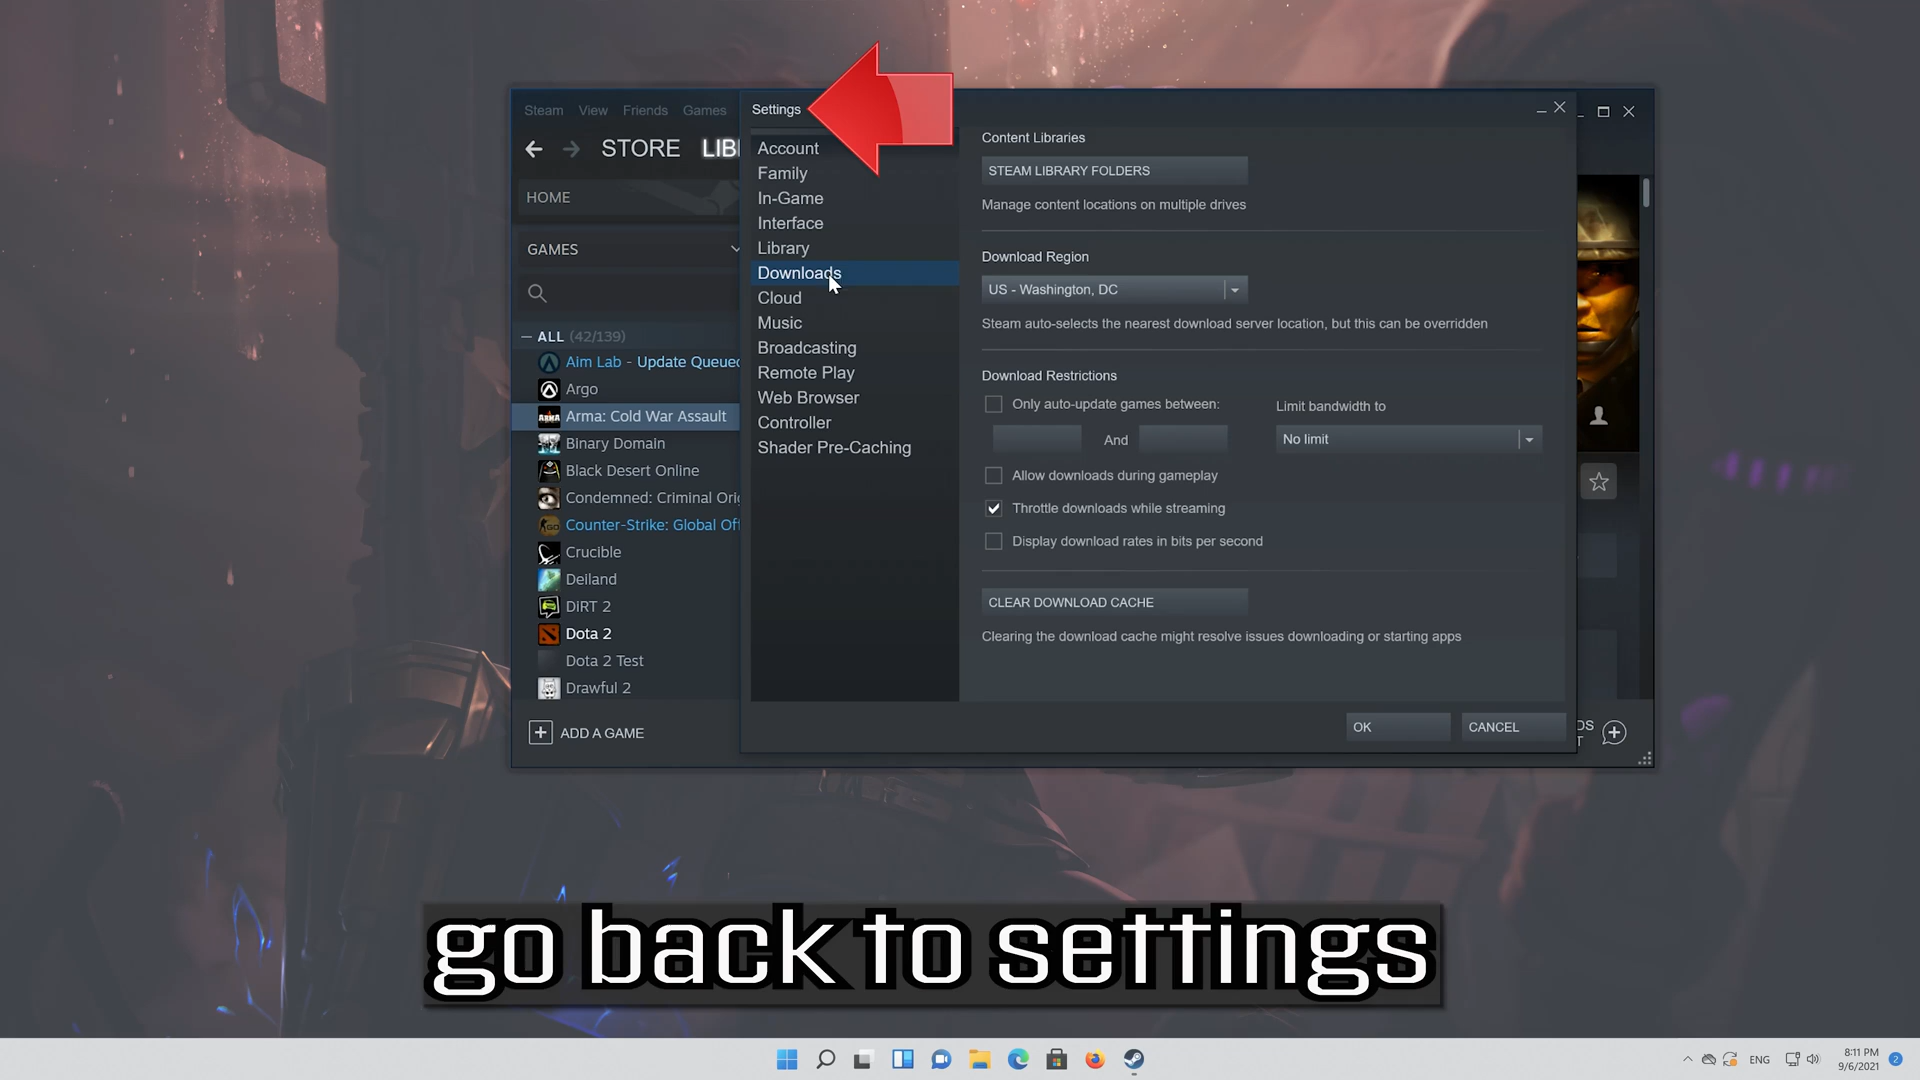 Steam View Friends Games
STORE LIB
HOME
GAMES
ALL (42/139)
Aim Lab - Update Queued
Argo
Arma: Cold War Assault
Binary Domain
Black Desert Online
Condemned: Criminal Orig
Counter-Strike: Global Off
Crucible
Deiland
DiRT 2
Dota 2
Dota 2 Test
Drawful 2
ADD A GAME
Settings
Account
Family
In-Game
Interface
Library
Downloads
Cloud
Music
Broadcasting
Remote Play
Web Browser
Controller
Shader Pre-Caching
Content Libraries
STEAM LIBRARY FOLDERS
Manage content locations on multiple drives
Download Region
US - Washington, DC
Steam auto-selects the nearest download server location, but this can be overridden
Download Restrictions
Only auto-update games between:
And
Limit bandwidth to
No limit
Allow downloads during gameplay
Throttle downloads while streaming
Display download rates in bits per second
CLEAR DOWNLOAD CACHE
Clearing the download cache might resolve issues downloading or starting apps
OK CANCEL
DS
T
go back to settings
ENG
8:11 PM
9/6/2021
2